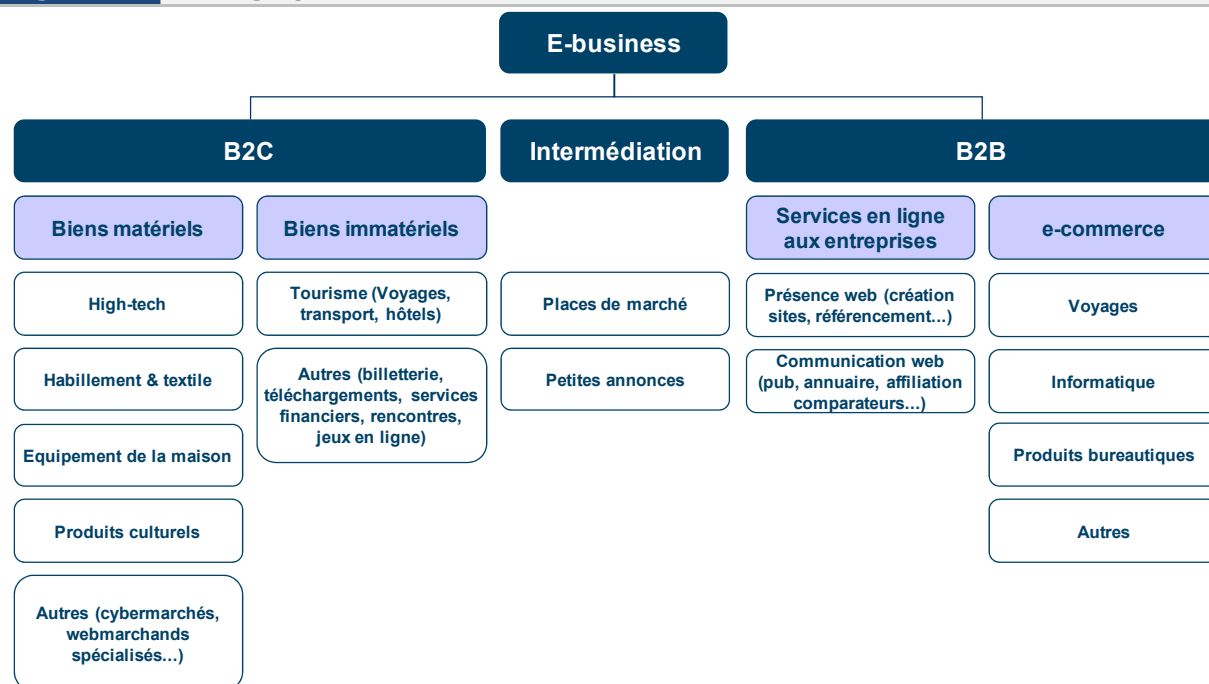 E-business
B2C
Intermédiation
B2B
Biens matériels
Biens immatériels
Services en ligne
aux entreprises
e-commerce
High-tech
Tourisme (Voyages,
transport, hôtels)
Places de marché
Présence web (création
sites, référencement...)
Voyages
Habillement & textile
Autres (billetterie,
téléchargements, services
financiers, rencontres,
jeux en ligne)
Petites annonces
Communication web
(pub, annuaire, affiliation
comparateurs...)
Informatique
Equipement de la maison
Produits bureautiques
Produits culturels
Autres
Autres (cybermarchés,
webmarchands
spécialisés...)